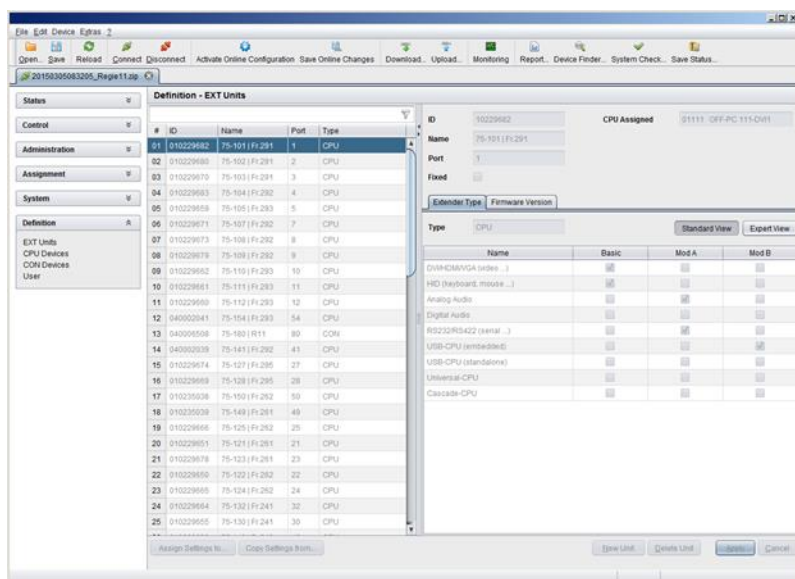 File Edit Device Extras ?
Open... Save Reload Connect Disconnect Activate Online Configuration Save Online Changes Download... Upload... Monitoring Report... Device Finder... System Check... Save Status...
20150305083205_Regie11.zip
Status
Control
Administration
Assignment
System
Definition
EXT Units
CPU Devices
CON Devices
User
Definition - EXT Units
# ID Name Port Type
01 010229682 75-101 | Fr.291 1 CPU
02 010229680 75-102 | Fr.291 2 CPU
03 010229670 75-103 | Fr.291 3 CPU
04 010229683 75-104 | Fr.292 4 CPU
05 010229659 75-105 | Fr.293 5 CPU
06 010229671 75-107 | Fr.292 7 CPU
07 010229673 75-108 | Fr.292 8 CPU
08 010229679 75-109 | Fr.292 9 CPU
09 010229662 75-110 | Fr.293 10 CPU
10 010229661 75-111 | Fr.293 11 CPU
11 010229660 75-112 | Fr.293 12 CPU
12 040002041 75-154 | Fr.293 54 CPU
13 040006508 75-180 | R11 80 CON
14 040002039 75-141 | Fr.292 41 CPU
15 010229674 75-127 | Fr.295 27 CPU
16 010229669 75-128 | Fr.295 28 CPU
17 010235038 75-150 | Fr.262 50 CPU
18 010235039 75-149 | Fr.261 49 CPU
19 010229666 75-125 | Fr.262 25 CPU
20 010229651 75-121 | Fr.261 21 CPU
21 010229678 75-123 | Fr.261 23 CPU
22 010229650 75-122 | Fr.262 22 CPU
23 010229665 75-124 | Fr.262 24 CPU
24 010229664 75-132 | Fr.241 32 CPU
25 010229655 75-130 | Fr.241 30 CPU
Assign Settings to... Copy Settings from...
ID 10229682 CPU Assigned 01111 OFF-PC 111-DVI1
Name 75-101 | Fr.291
Port 1
Fixed
Extender Type Firmware Version
Type CPU Standard View Expert View
Name Basic Mod A Mod B
DVI/HDMI/VGA (video ...)
HID (keyboard, mouse ...)
Analog Audio
Digital Audio
RS232/RS422 (serial ...)
USB-CPU (embedded)
USB-CPU (standalone)
Universal-CPU
Cascade-CPU
New Unit Delete Unit Apply Cancel